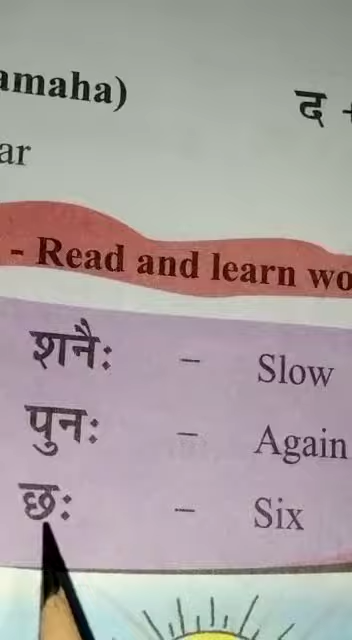 amaha)
द +
ar
- Read and learn wo
शनैः – Slow
पुनः – Again
छः – Six